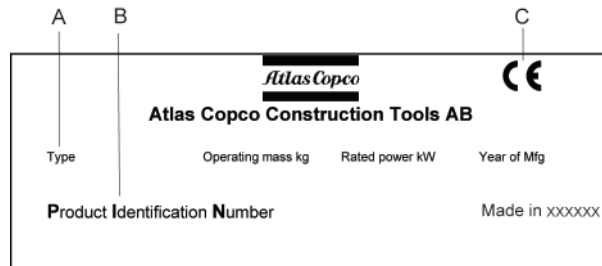 A B C
Atlas Copco CE
Atlas Copco Construction Tools AB
Type Operating mass kg Rated power kW Year of Mfg
Product Identification Number Made in xxxxxx